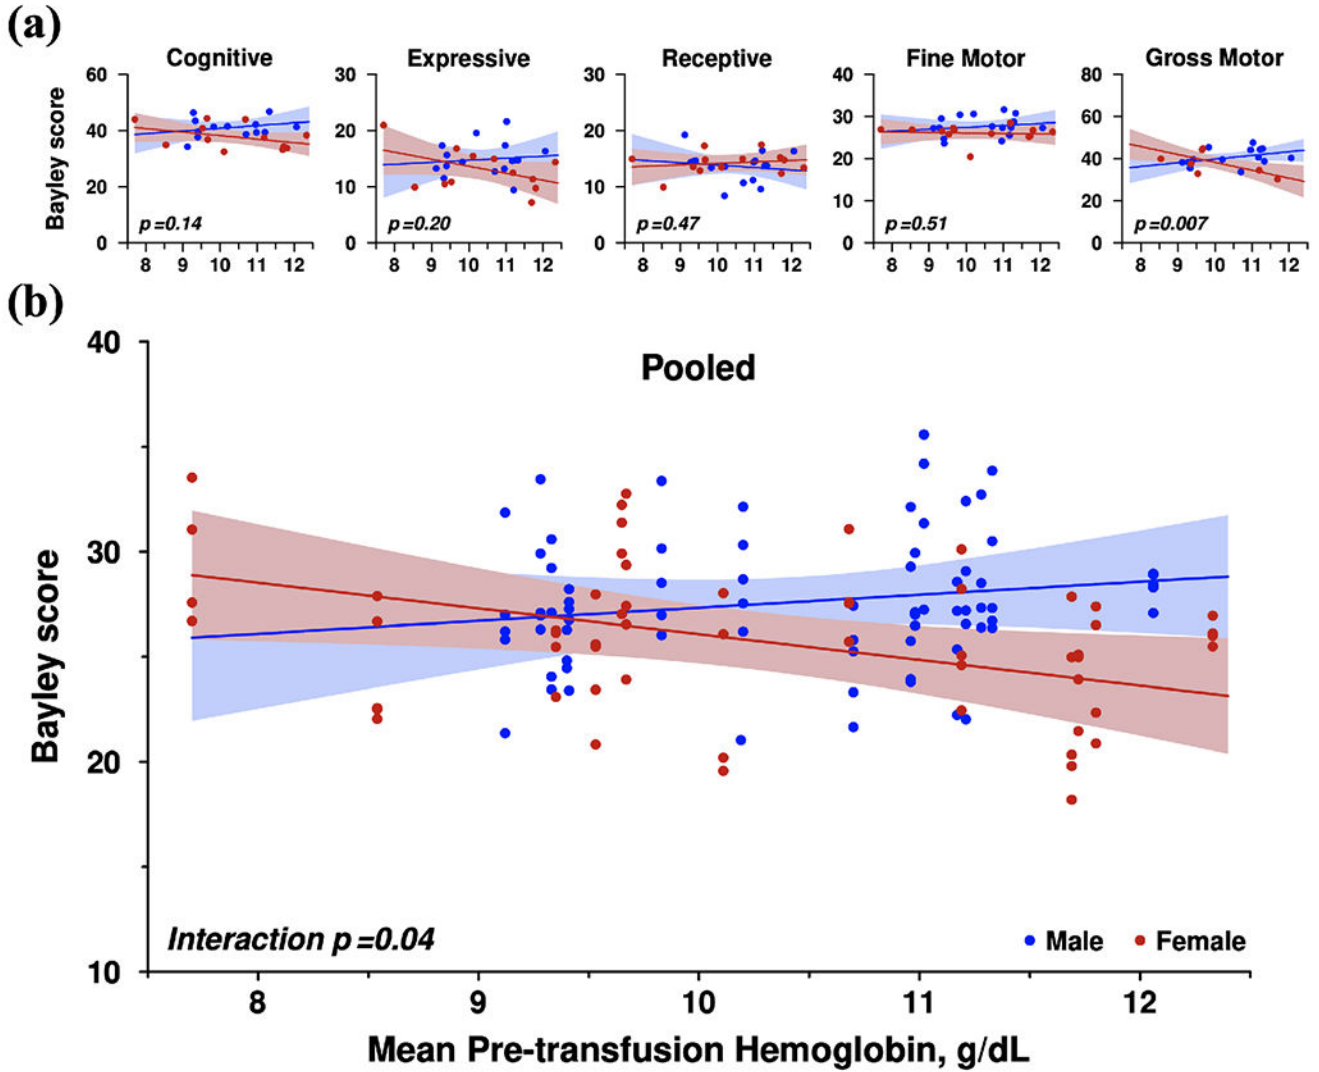 (a)
Cognitive Expressive Receptive Fine Motor Gross Motor
Bayley score
60 40 20 0
p=0.14
8 9 10 11 12
30 20 10 0
p=0.20
8 9 10 11 12
30 20 10 0
p=0.47
8 9 10 11 12
40 30 20 10 0
p=0.51
8 9 10 11 12
80 60 40 20 0
p=0.007
8 9 10 11 12
(b)
Pooled
Bayley score
40
30
20
10
Interaction p=0.04
Male Female
8 9 10 11 12
Mean Pre-transfusion Hemoglobin, g/dL